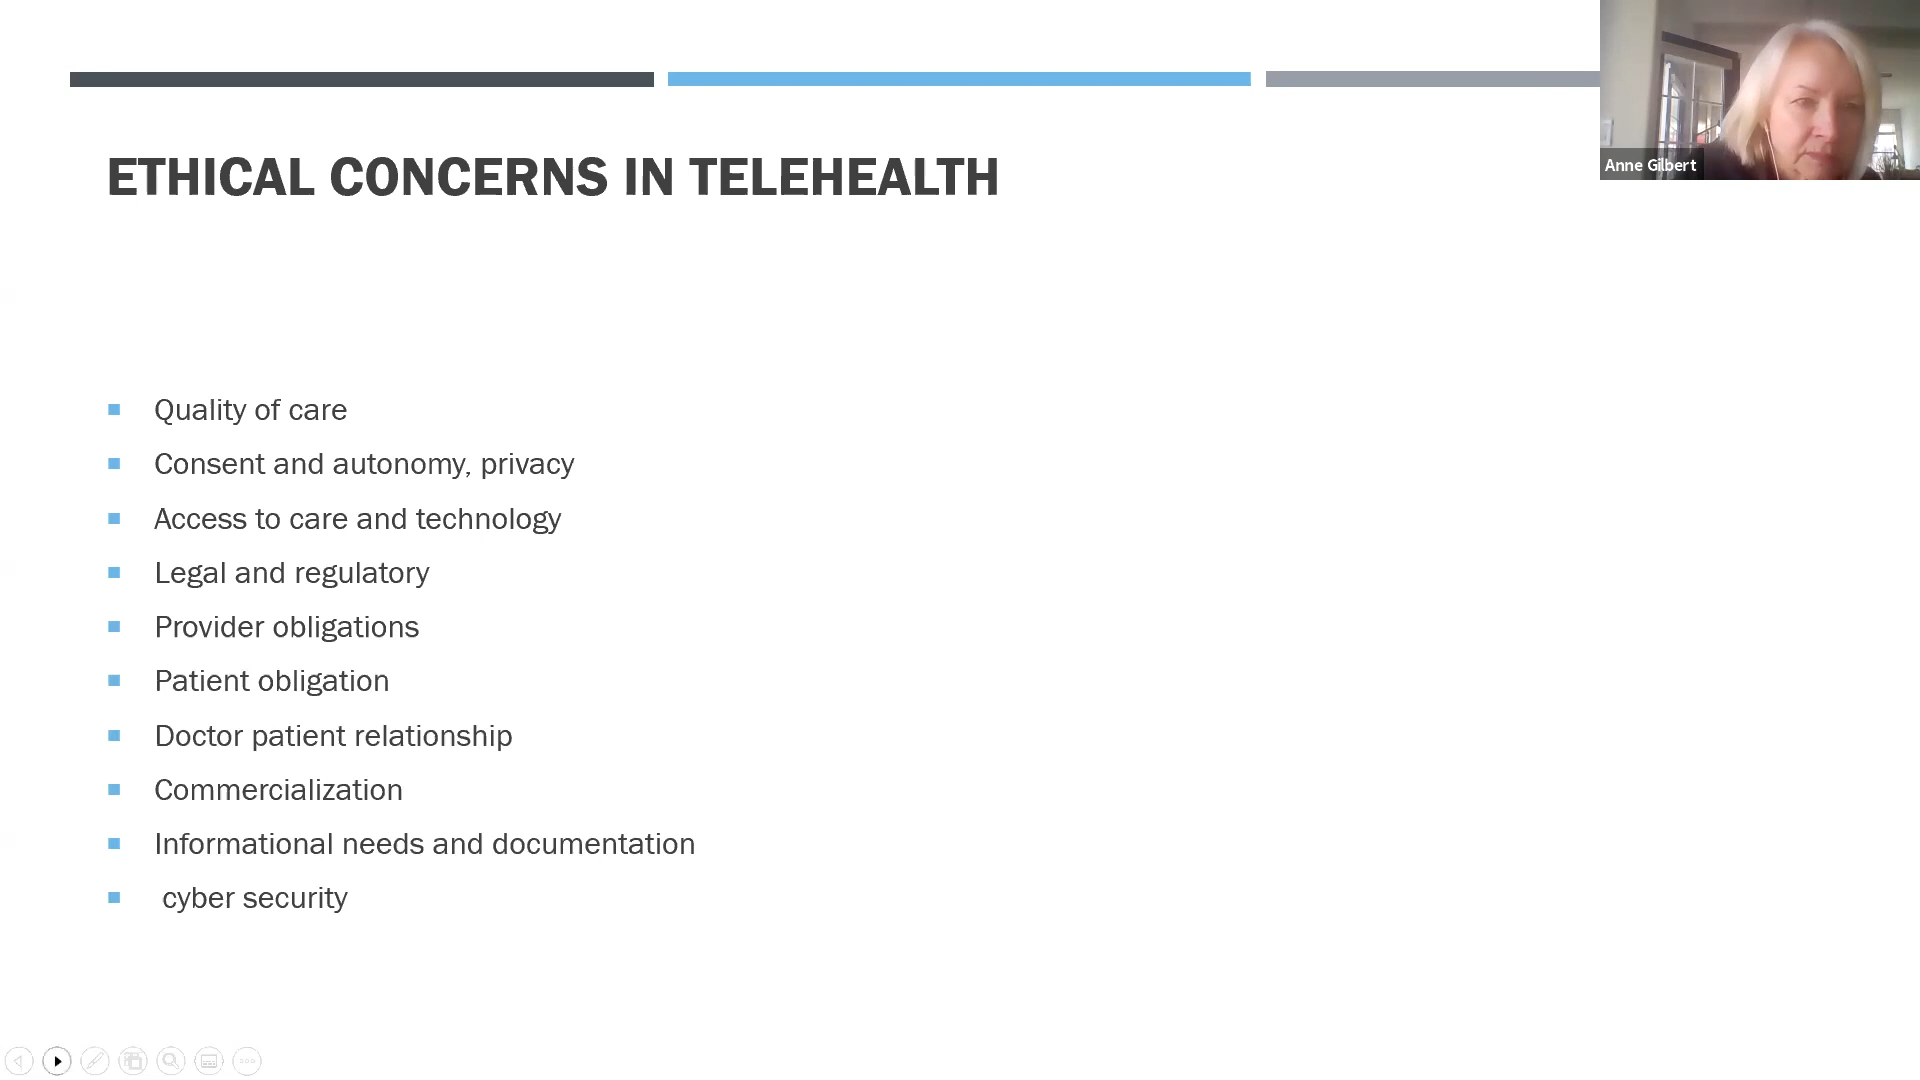 ETHICAL CONCERNS IN TELEHEALTH
Anne Gilbert
Quality of care
Consent and autonomy, privacy
Access to care and technology
Legal and regulatory
Provider obligations
Patient obligation
Doctor patient relationship
Commercialization
Informational needs and documentation
cyber security